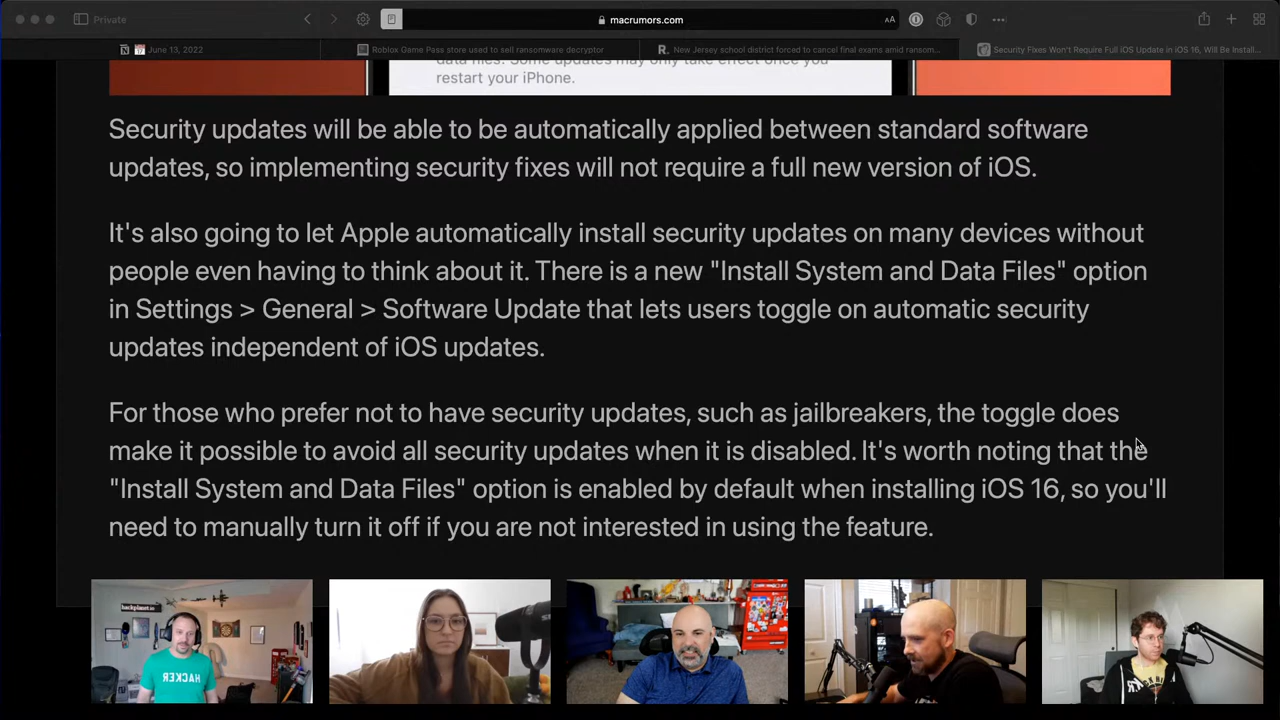 Private
macrumors.com
AA
June 13, 2022
Roblox Game Pass store used to sell ransomware decryptor
R. New Jersey school district forced to cancel final exams amid ransom...
Security Fixes Won't Require Full iOS Update in iOS 16, Will Be Install...
data files. Some updates may only take effect once you
restart your iPhone.
Security updates will be able to be automatically applied between standard software
updates, so implementing security fixes will not require a full new version of iOS.
It's also going to let Apple automatically install security updates on many devices without
people even having to think about it. There is a new "Install System and Data Files" option
in Settings > General > Software Update that lets users toggle on automatic security
updates independent of iOS updates.
For those who prefer not to have security updates, such as jailbreakers, the toggle does
make it possible to avoid all security updates when it is disabled. It's worth noting that the
"Install System and Data Files" option is enabled by default when installing iOS 16, so you'll
need to manually turn it off if you are not interested in using the feature.
hackplanet.io
HACKER